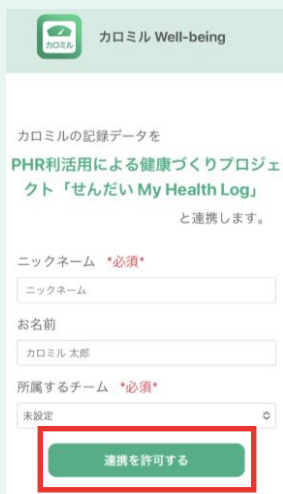 カロミル
カロミル Well-being
カロミルの記録データを
PHR利活用による健康づくりプロジェ
クト「せんだい My Health Log」
と連携します。
ニックネーム *必須*
ニックネーム
お名前
カロミル 太郎
所属するチーム *必須*
未設定
連携を許可する